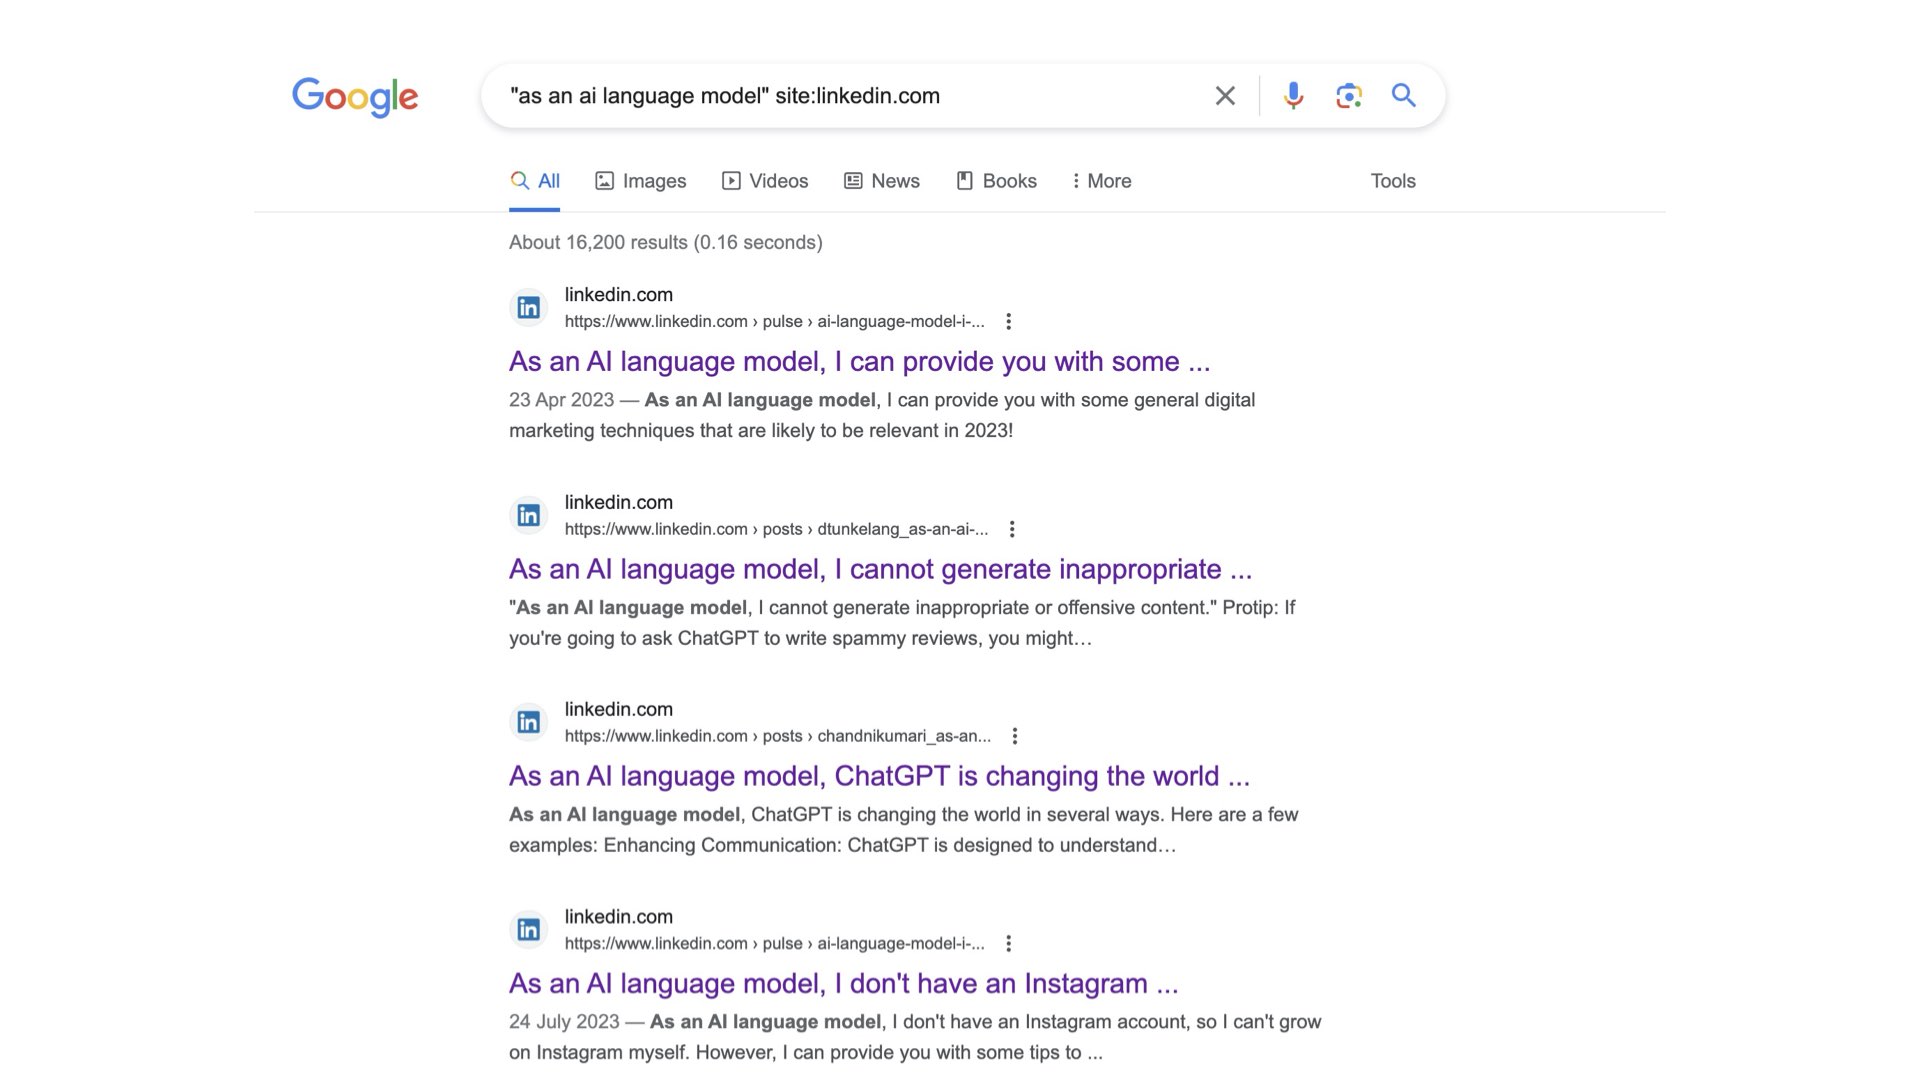 Google
"as an ai language model" site:linkedin.com
All Images Videos News Books More Tools
About 16,200 results (0.16 seconds)
linkedin.com
https://www.linkedin.com › pulse › ai-language-model-i-...
As an AI language model, I can provide you with some ...
23 Apr 2023 — As an AI language model, I can provide you with some general digital
marketing techniques that are likely to be relevant in 2023!
linkedin.com
https://www.linkedin.com › posts › dtunkelang_as-an-ai-...
As an AI language model, I cannot generate inappropriate ...
"As an AI language model, I cannot generate inappropriate or offensive content." Protip: If
you're going to ask ChatGPT to write spammy reviews, you might…
linkedin.com
https://www.linkedin.com › posts › chandnikumari_as-an...
As an AI language model, ChatGPT is changing the world ...
As an AI language model, ChatGPT is changing the world in several ways. Here are a few
examples: Enhancing Communication: ChatGPT is designed to understand…
linkedin.com
https://www.linkedin.com › pulse › ai-language-model-i-...
As an AI language model, I don't have an Instagram ...
24 July 2023 — As an AI language model, I don't have an Instagram account, so I can't grow
on Instagram myself. However, I can provide you with some tips to ...